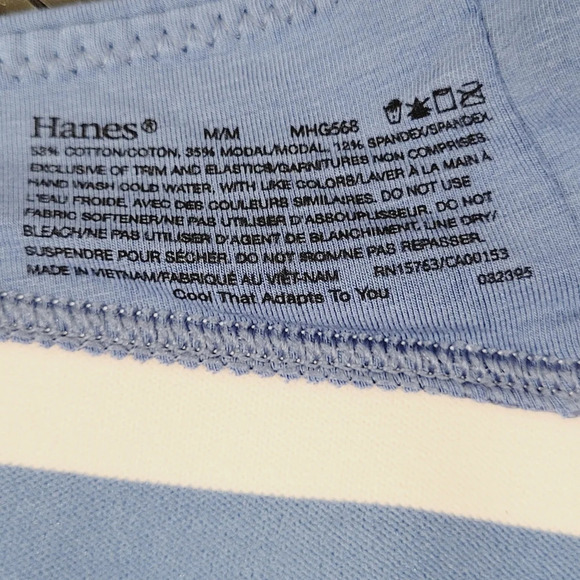 Hanes® M/M MHG568
53% COTTON/COTON, 35% MODAL/MODAL, 12% SPANDEX/SPANDEX,
EXCLUSIVE OF TRIM AND ELASTICS/GARNITURES NON COMPRISES
HAND WASH COLD WATER, WITH LIKE COLORS/LAVER À LA MAIN À
L'EAU FROIDE, AVEC DES COULEURS SIMILAIRES. DO NOT USE
FABRIC SOFTENER/NE PAS UTILISER D'ASSOUPLISSEUR. DO NOT
BLEACH/NE PAS UTILISER D'AGENT DE BLANCHIMENT. LINE DRY/
SUSPENDRE POUR SÉCHER. DO NOT IRON/NE PAS REPASSER.
MADE IN VIETNAM/FABRIQUÉ AU VIET-NAM RN15763/CA00153
Cool That Adapts To You 032395